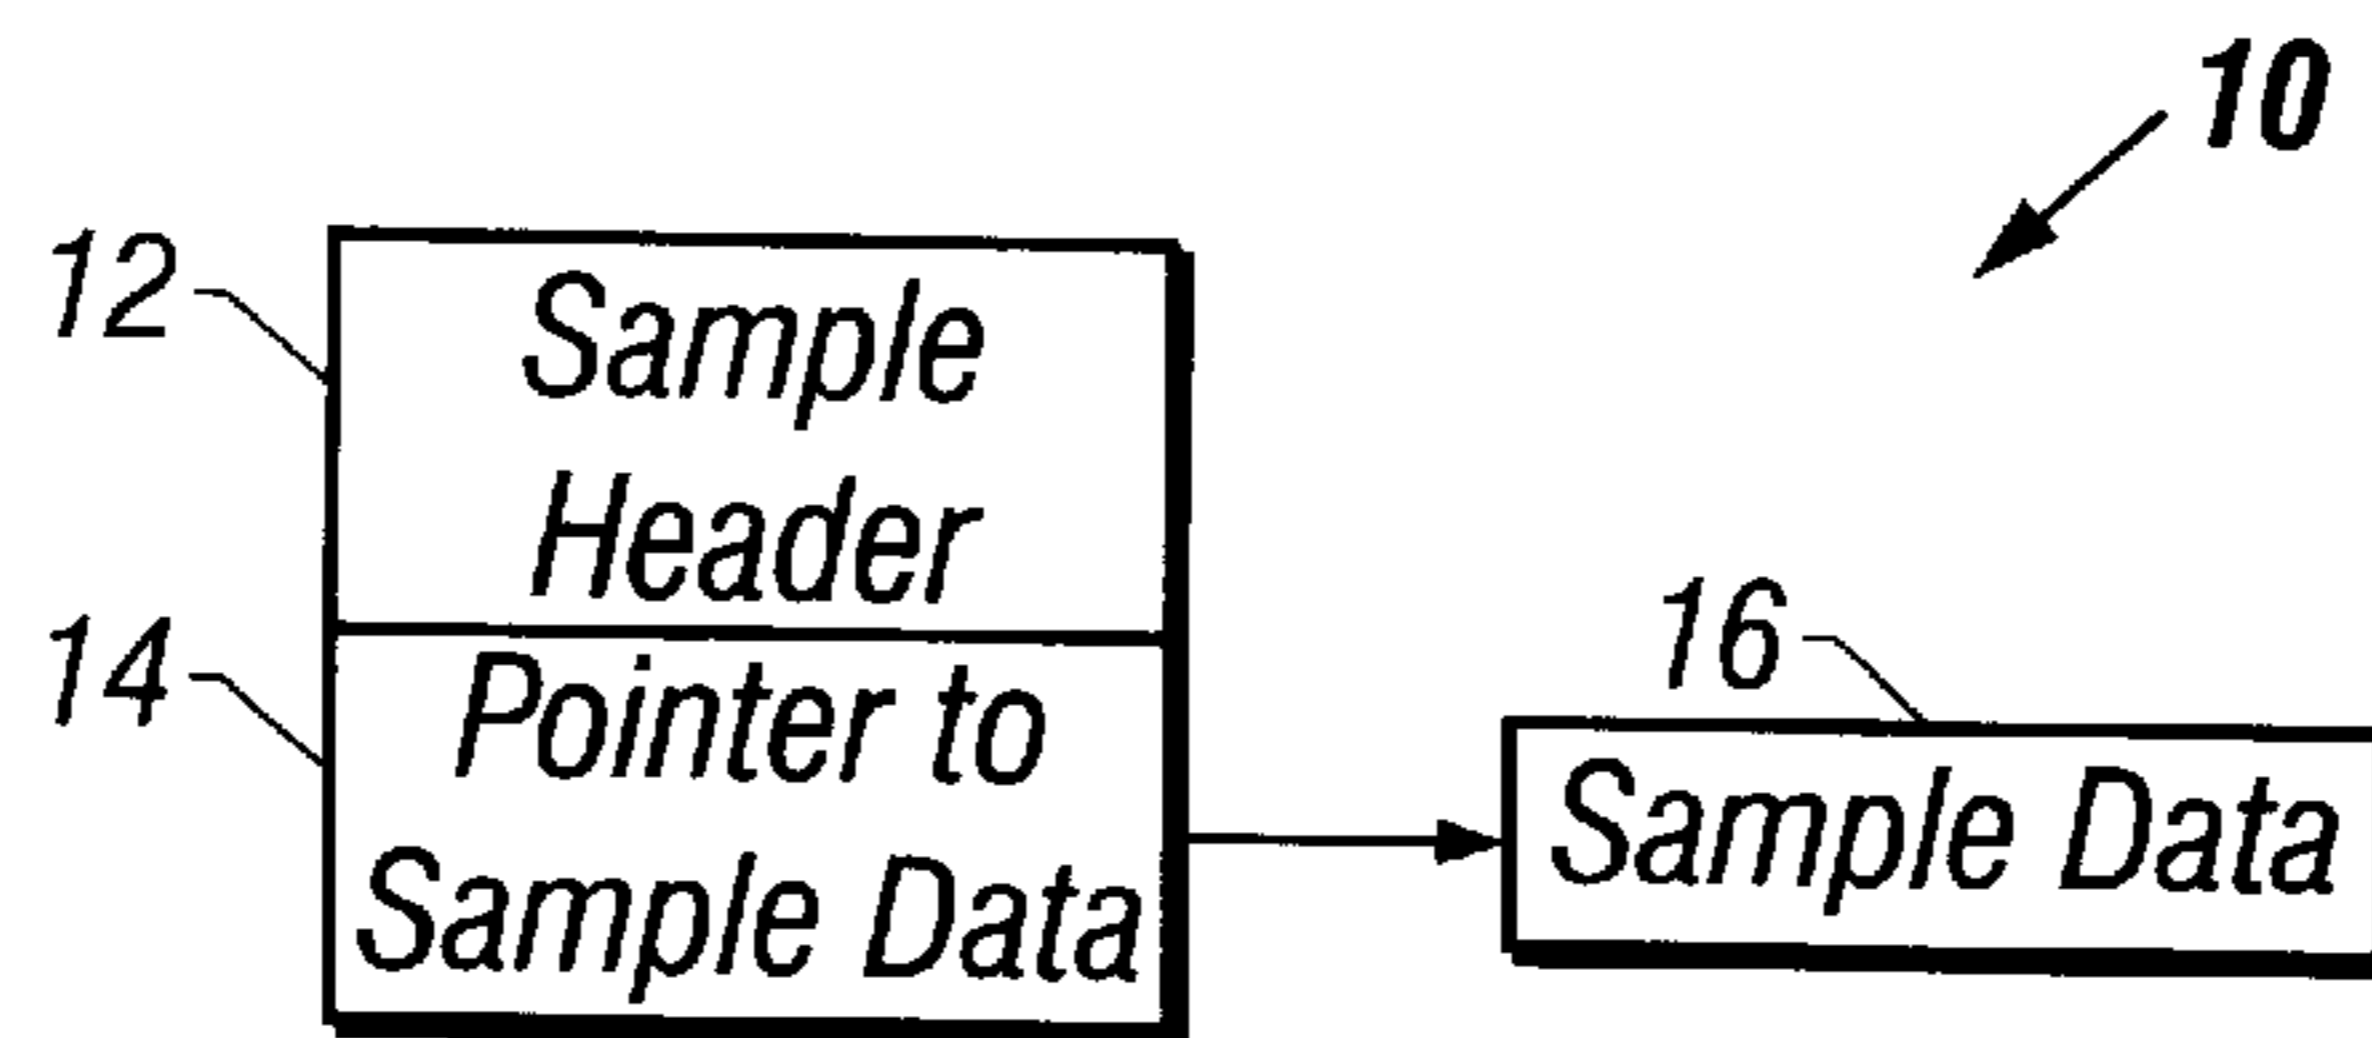 10
12
Sample
Header
14
Pointer to
Sample Data
16
Sample Data